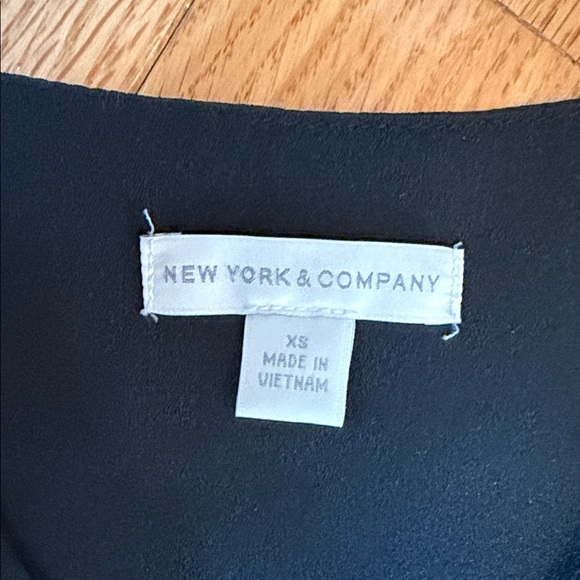 NEW YORK & COMPANY
XS
MADE IN
VIETNAM